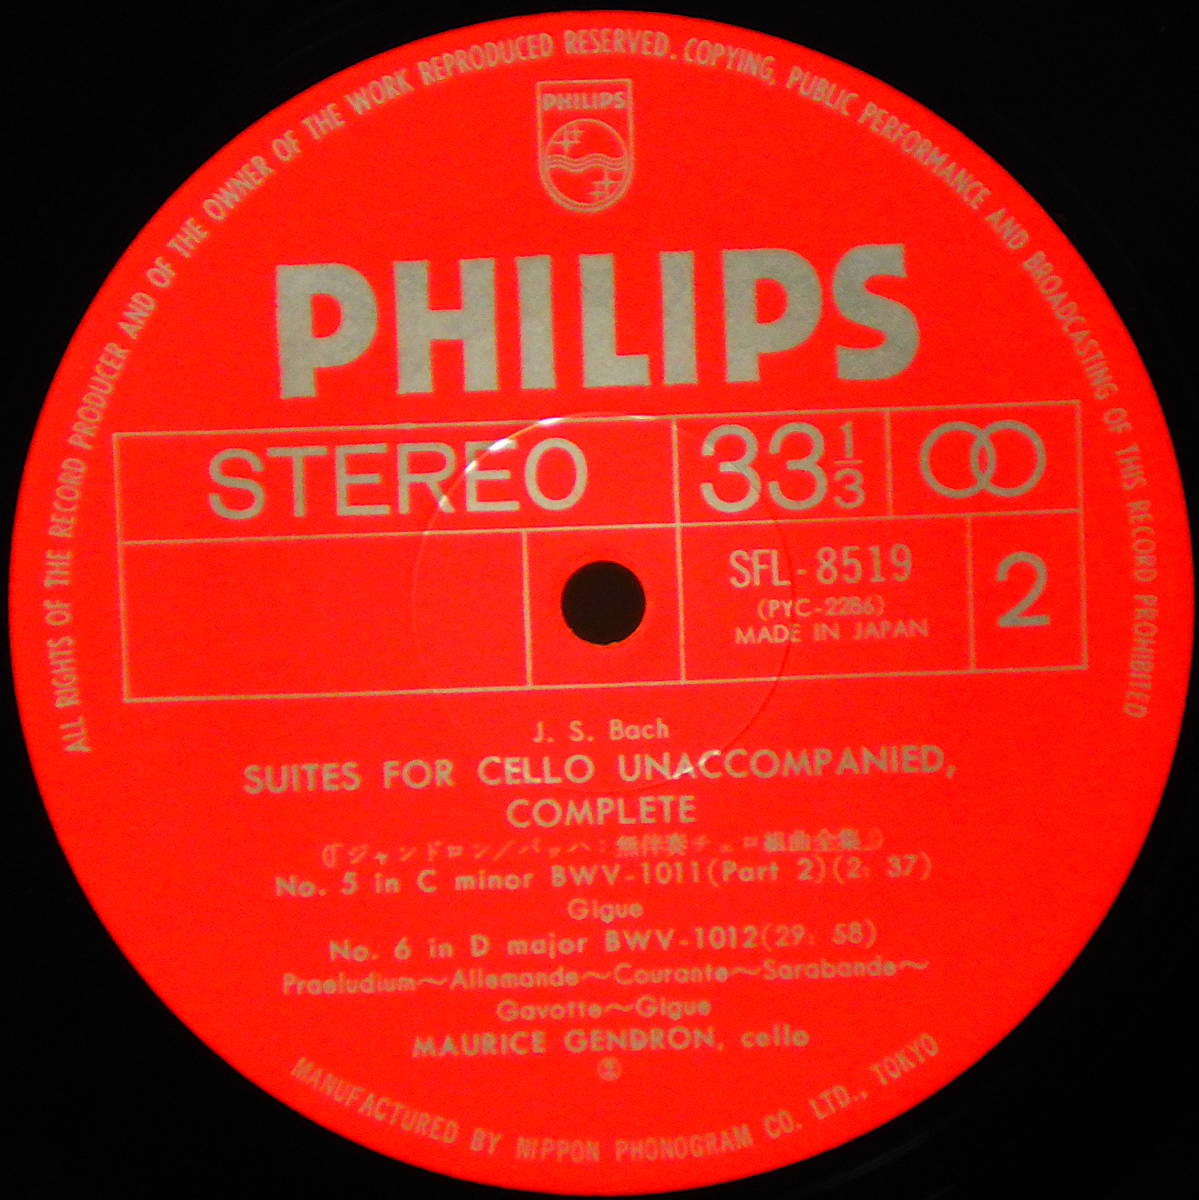 ALL RIGHTS OF THE RECORD PRODUCER AND OF THE OWNER OF THE WORK REPRODUCED RESERVED. COPYING, PUBLIC PERFORMANCE AND BROADCASTING OF THIS RECORD PROHIBITED
PHILIPS
PHILIPS
STEREO 33 1/3
SFL-8519
(PYC-2286)
MADE IN JAPAN
2
J. S. Bach
SUITES FOR CELLO UNACCOMPANIED,
COMPLETE
(「ジャンドロン/バッハ:無伴奏チェロ組曲全集」)
No. 5 in C minor BWV-1011(Part 2)(2: 37)
Gigue
No. 6 in D major BWV-1012(29: 58)
Praeludium~Allemande~Courante~Sarabande~
Gavotte~Gigue
MAURICE GENDRON, cello
MANUFACTURED BY NIPPON PHONOGRAM CO. LTD., TOKYO